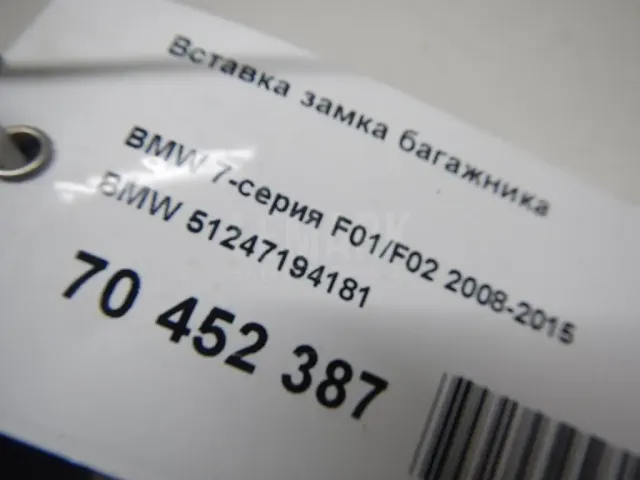 Вставка замка багажника
BMW 7-серия F01/F02 2008-2015
BMW 51247194181
70 452 387